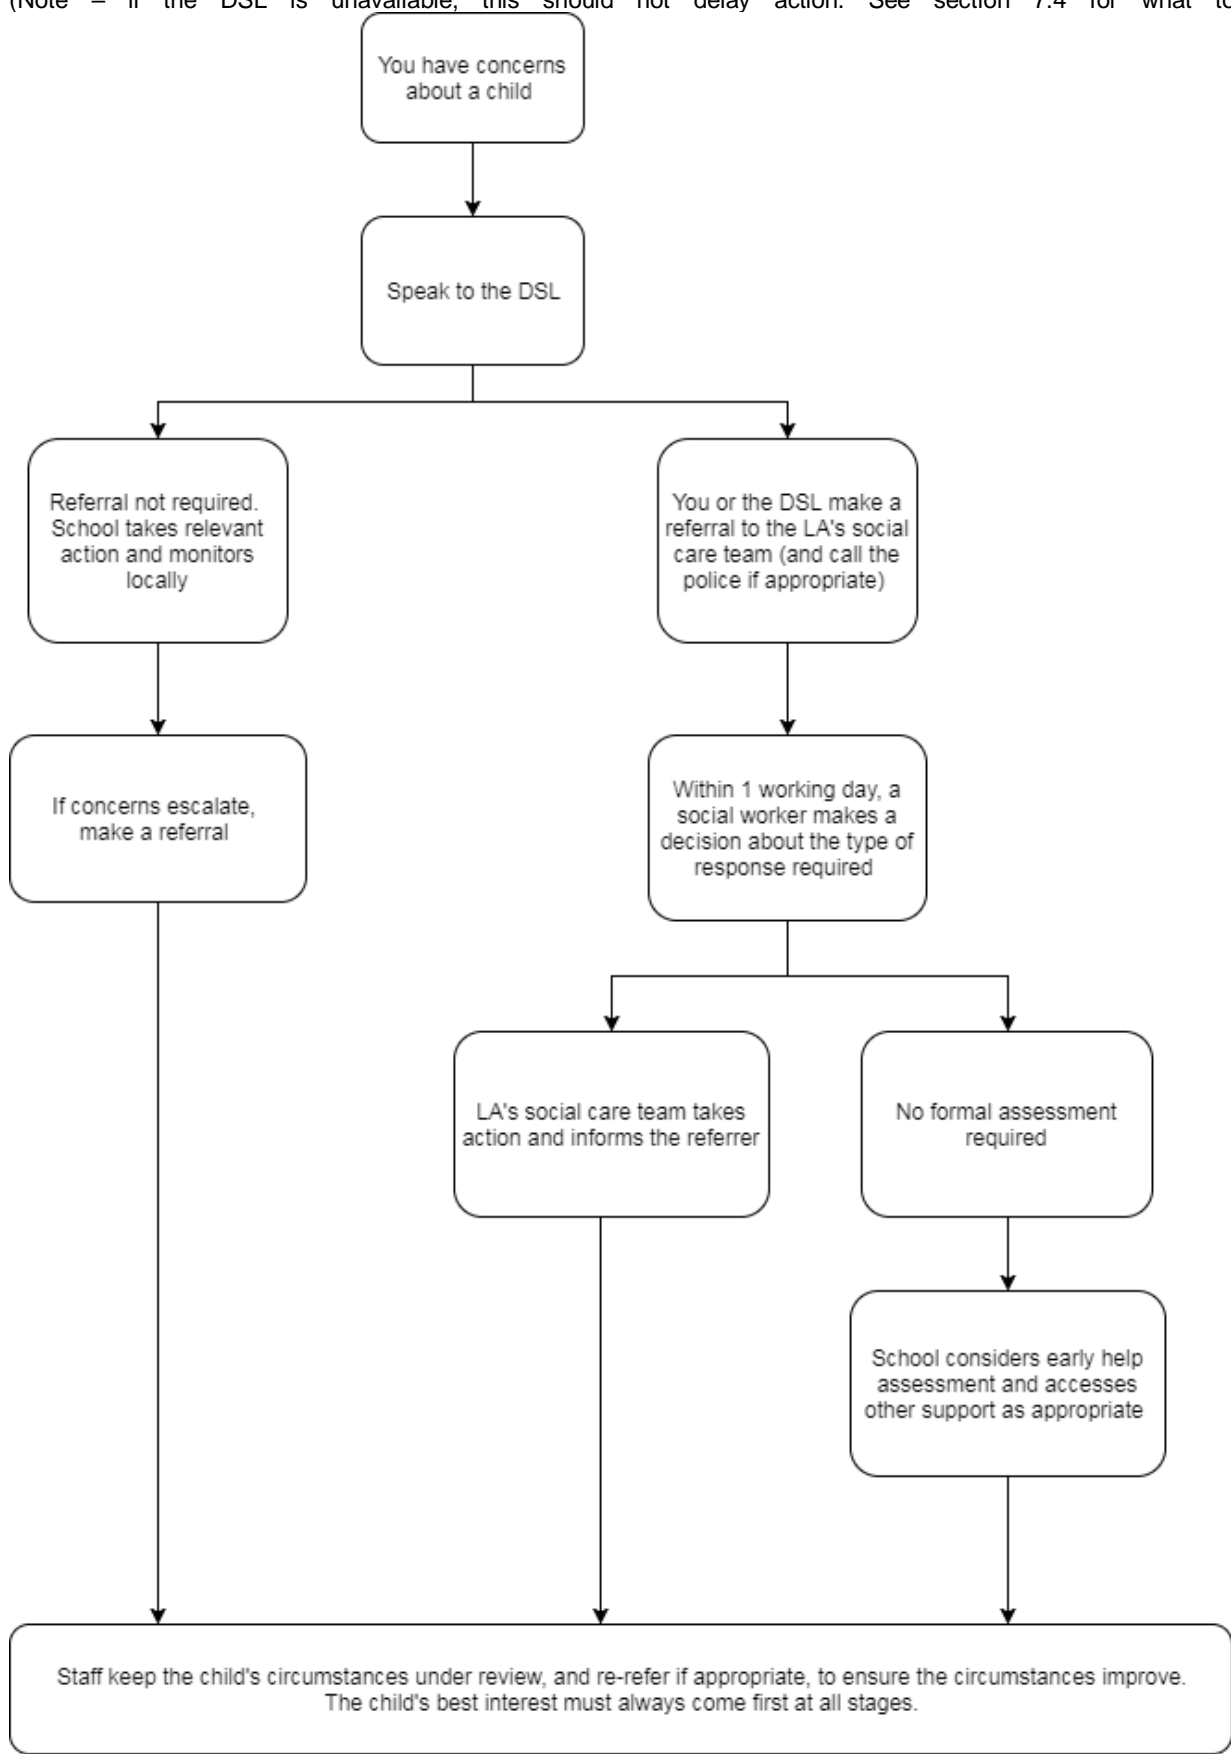 (Note – if the DSL is unavailable, this should not delay action. See section 7.4 for what to
You have concerns
about a child
Speak to the DSL
Referral not required.
School takes relevant
action and monitors
locally
You or the DSL make a
referral to the LA's social
care team (and call the
police if appropriate)
If concerns escalate,
make a referral
Within 1 working day, a
social worker makes a
decision about the type of
response required
LA's social care team takes
action and informs the referrer
No formal assessment
required
School considers early help
assessment and accesses
other support as appropriate
Staff keep the child's circumstances under review, and re-refer if appropriate, to ensure the circumstances improve.
The child's best interest must always come first at all stages.